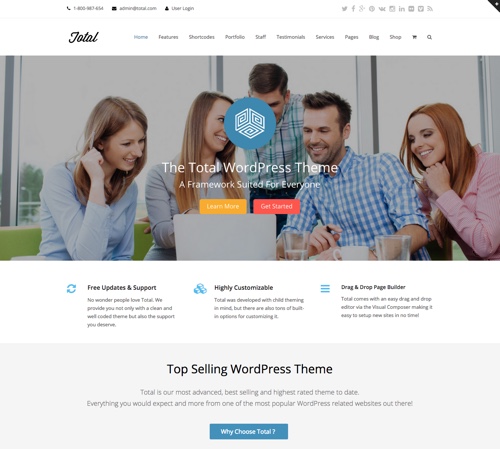 1-800-987-654 admin@total.com User Login
Total
Home Features Shortcodes Portfolio Staff Testimonials Services Pages Blog Shop
The Total WordPress Theme
A Framework Suited For Everyone
Learn More Get Started
Free Updates & Support
No wonder people love Total. We
provide you not only with a clean and
well coded theme but also the support
you deserve.
Highly Customizable
Total was developed with child theming
in mind, but there are also tons of built-
in options for customizing it.
Drag & Drop Page Builder
Total comes with an easy drag and drop
editor via the Visual Composer making it
easy to setup new sites in no time!
Top Selling WordPress Theme
Total is our most advanced, best selling and highest rated theme to date.
Everything you would expect and more from one of the most popular WordPress related websites out there!
Why Choose Total ?